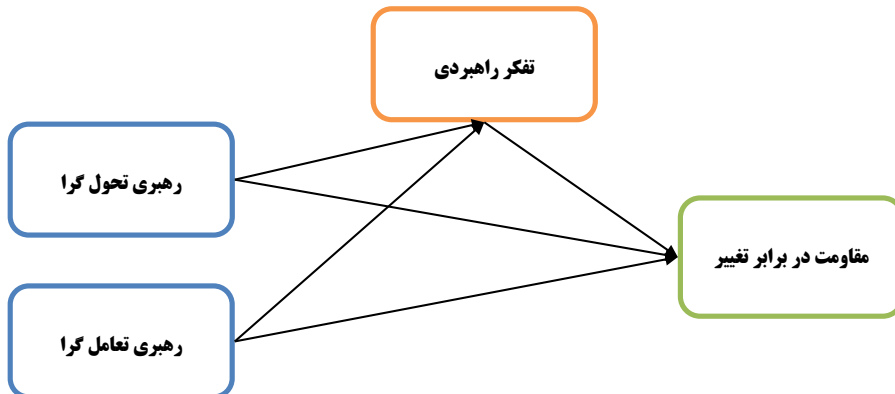 تفکر راهبردی
رهبری تحول گرا
مقاومت در برابر تغییر
رهبری تعامل گرا